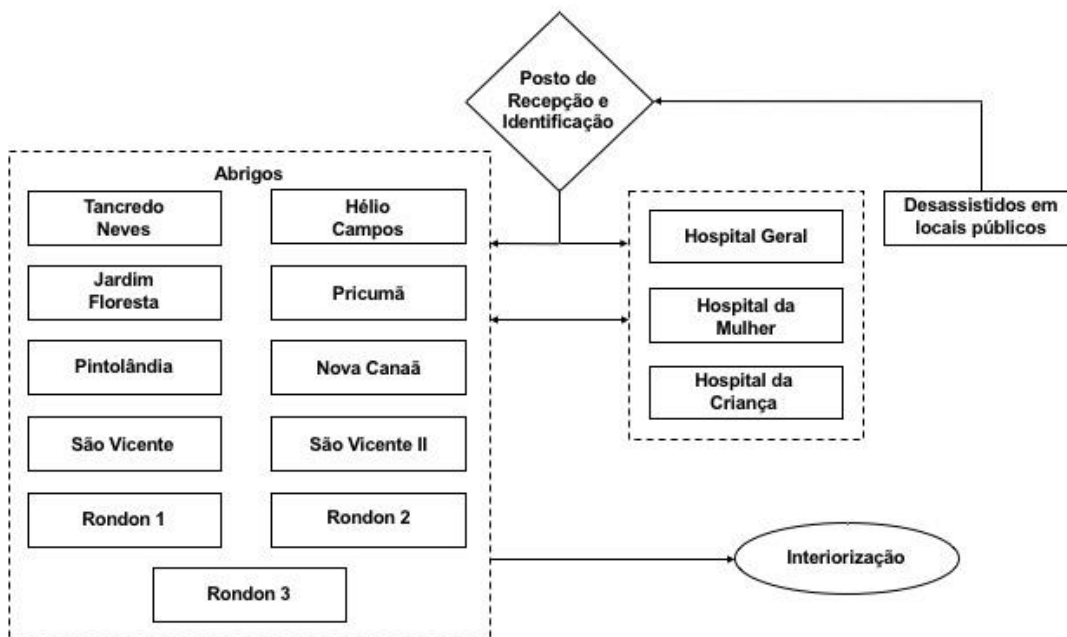 Posto de
Recepção e
Identificação
Abrigos
Tancredo
Neves
Hélio
Campos
Desassistidos em
locais públicos
Hospital Geral
Jardim
Floresta
Pricumã
Hospital da
Mulher
Pintolândia
Nova Canaã
Hospital da
Criança
São Vicente
São Vicente II
Rondon 1
Rondon 2
Interiorização
Rondon 3